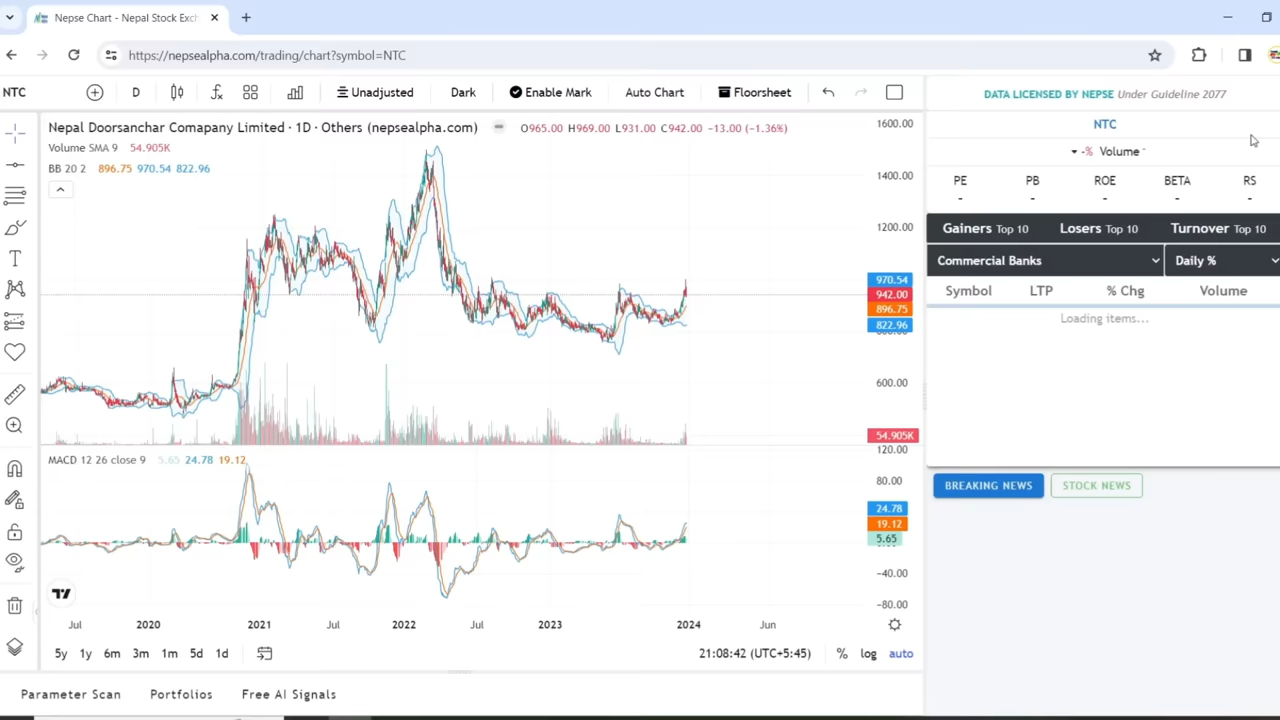 Nepse Chart - Nepal Stock Exch
https://nepsealpha.com/trading/chart?symbol=NTC
NTC D Unadjusted Dark Enable Mark Auto Chart Floorsheet
Nepal Doorsanchar Comapany Limited · 1D · Others (nepsealpha.com) O965.00 H969.00 L931.00 C942.00 -13.00 (-1.36%)
Volume SMA 9 54.905K
BB 20 2 896.75 970.54 822.96
1600.00
1400.00
1200.00
970.54
942.00
896.75
822.96
600.00
54.905K
120.00
MACD 12 26 close 9 5.65 24.78 19.12
80.00
24.78
19.12
5.65
−40.00
−80.00
Jul 2020 2021 Jul 2022 Jul 2023 2024 Jun
5y 1y 6m 3m 1m 5d 1d 21:08:42 (UTC+5:45) % log auto
Parameter Scan Portfolios Free AI Signals
DATA LICENSED BY NEPSE Under Guideline 2077
NTC
-% Volume -
PE PB ROE BETA RS
- - - - -
Gainers Top 10 Losers Top 10 Turnover Top 10
Commercial Banks Daily %
Symbol LTP % Chg Volume
Loading items...
BREAKING NEWS STOCK NEWS